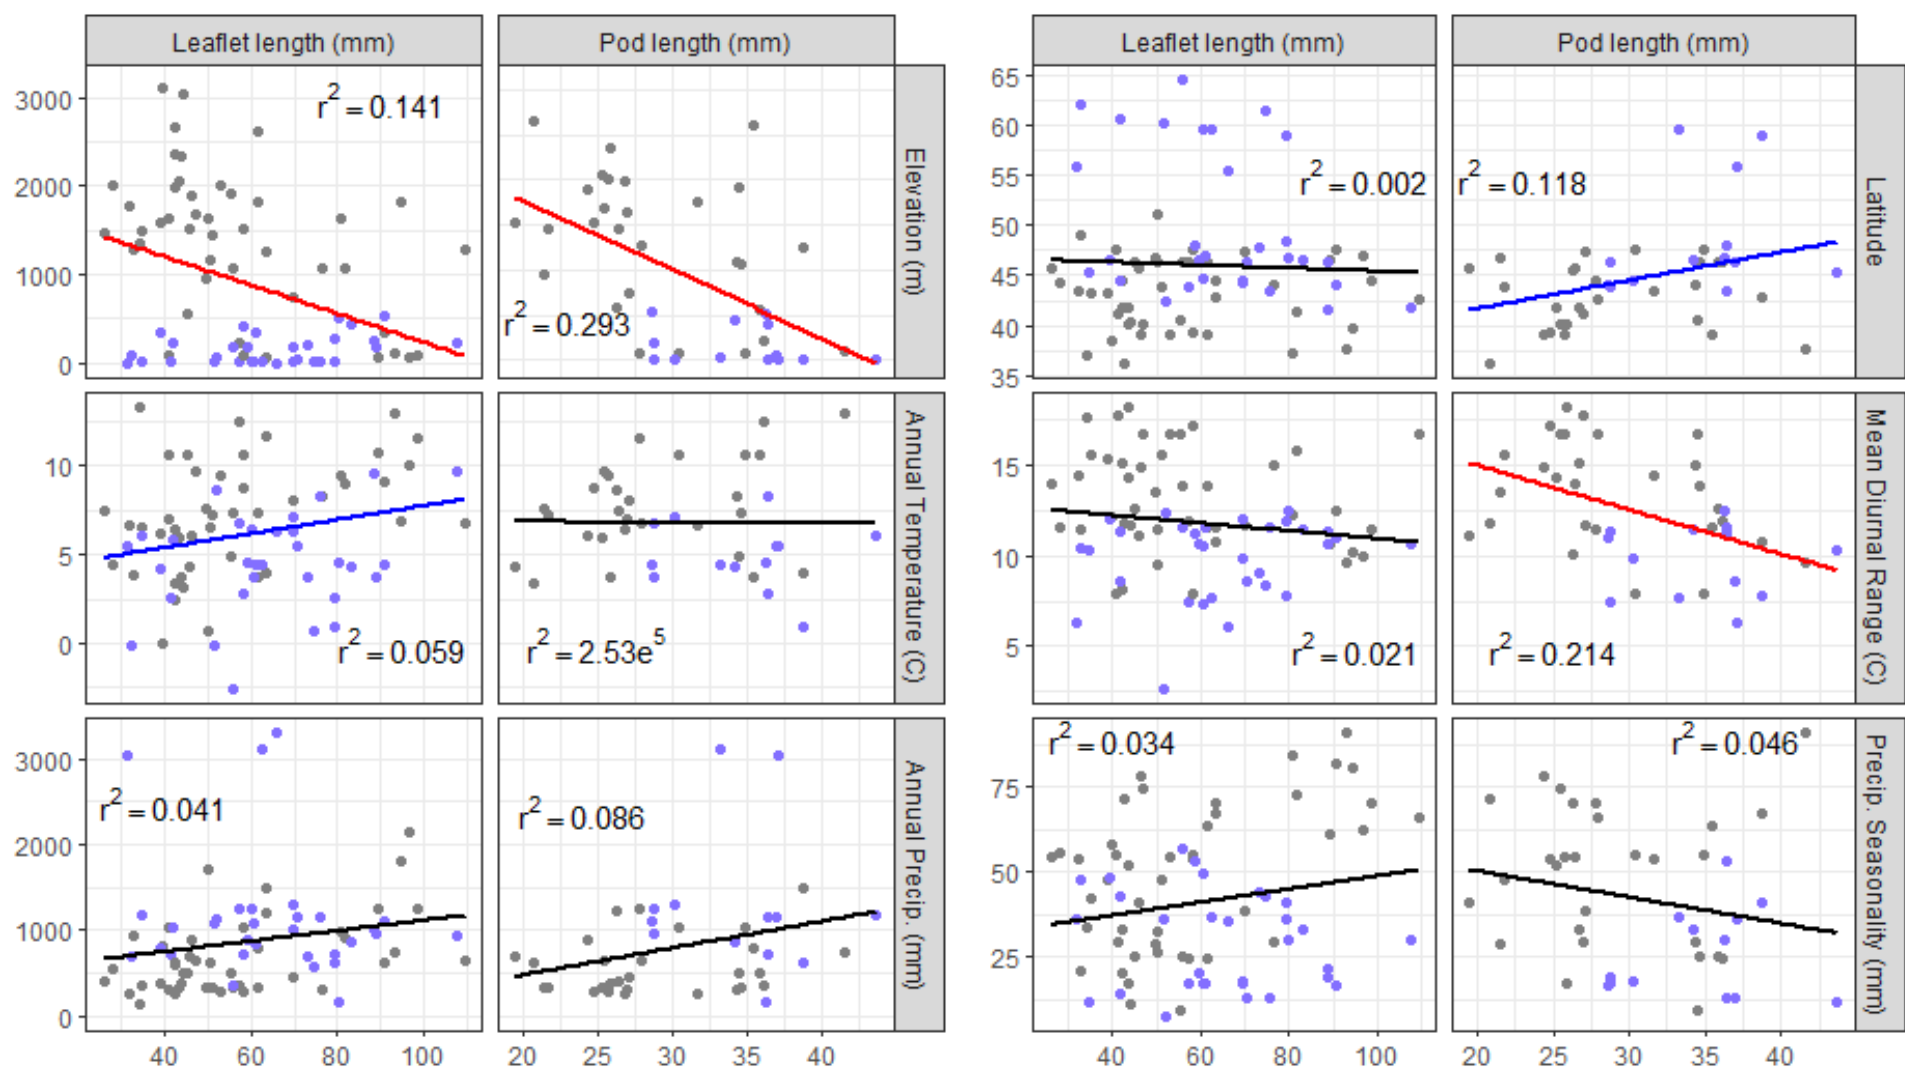 Leaflet length (mm)
Pod length (mm)
Leaflet length (mm)
Pod length (mm)
3000
2000
1000
0
r² = 0.141
r² = 0.293
Elevation (m)
65
60
55
50
45
40
35
r² = 0.002
r² = 0.118
Latitude
10
5
0
r² = 0.059
r² = 2.53e⁵
Annual Temperature (C)
15
10
5
r² = 0.021
r² = 0.214
Mean Diurnal Range (C)
3000
2000
1000
0
r² = 0.041
r² = 0.086
Annual Precip. (mm)
75
50
25
r² = 0.034
r² = 0.046
Precip. Seasonality (mm)
40 60 80 100
20 25 30 35 40
40 60 80 100
20 25 30 35 40